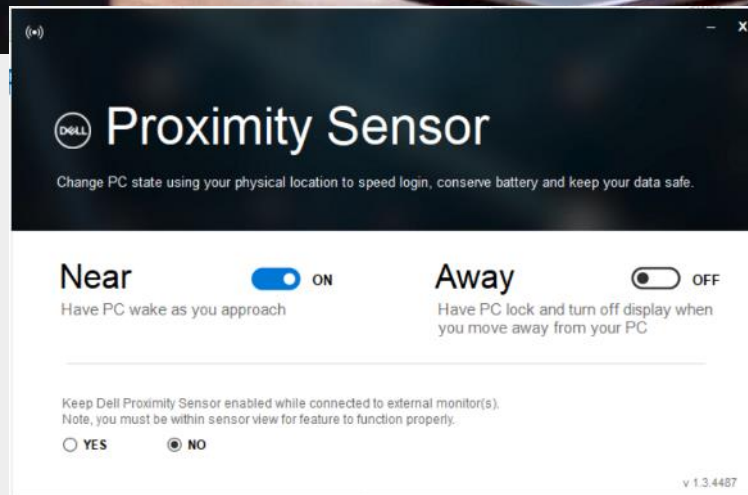 X
DELL Proximity Sensor
Change PC state using your physical location to speed login, conserve battery and keep your data safe.
Near ON
Have PC wake as you approach
Away OFF
Have PC lock and turn off display when
you move away from your PC
Keep Dell Proximity Sensor enabled while connected to external monitor(s).
Note, you must be within sensor view for feature to function properly.
YES NO
v 1.3.4487